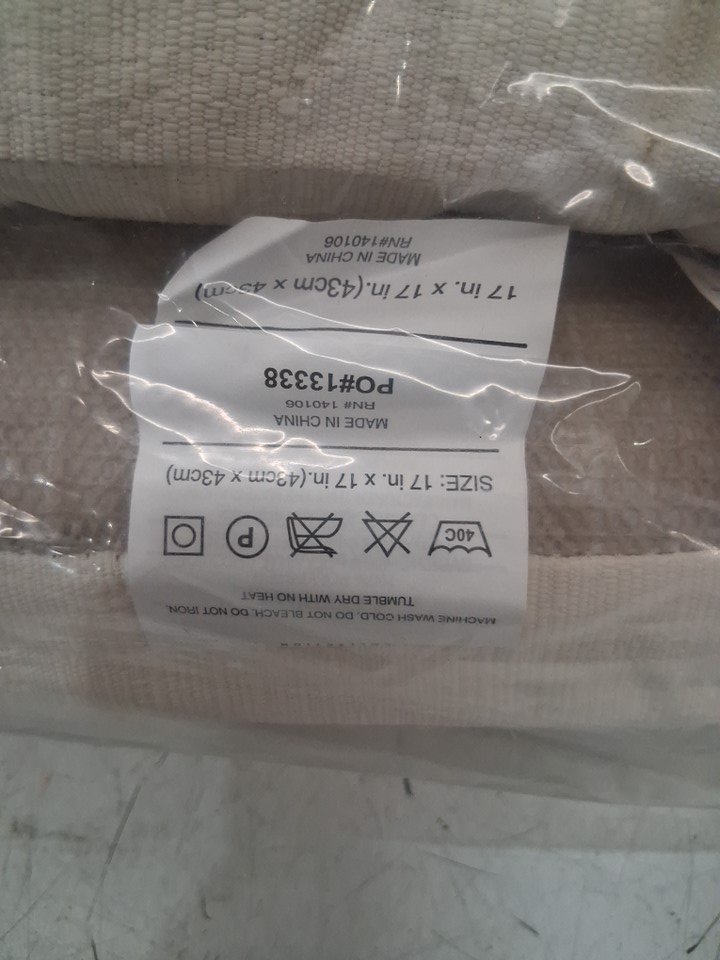 MACHINE WASH COLD, DO NOT BLEACH. DO NOT IRON.
TUMBLE DRY WITH NO HEAT
40C P
SIZE: 17 in. x 17 in.(43cm x 43cm)
MADE IN CHINA
RN# 140106
PO#13338
17 in. x 17 in.(43cm x 43cm)
MADE IN CHINA
RN#140106